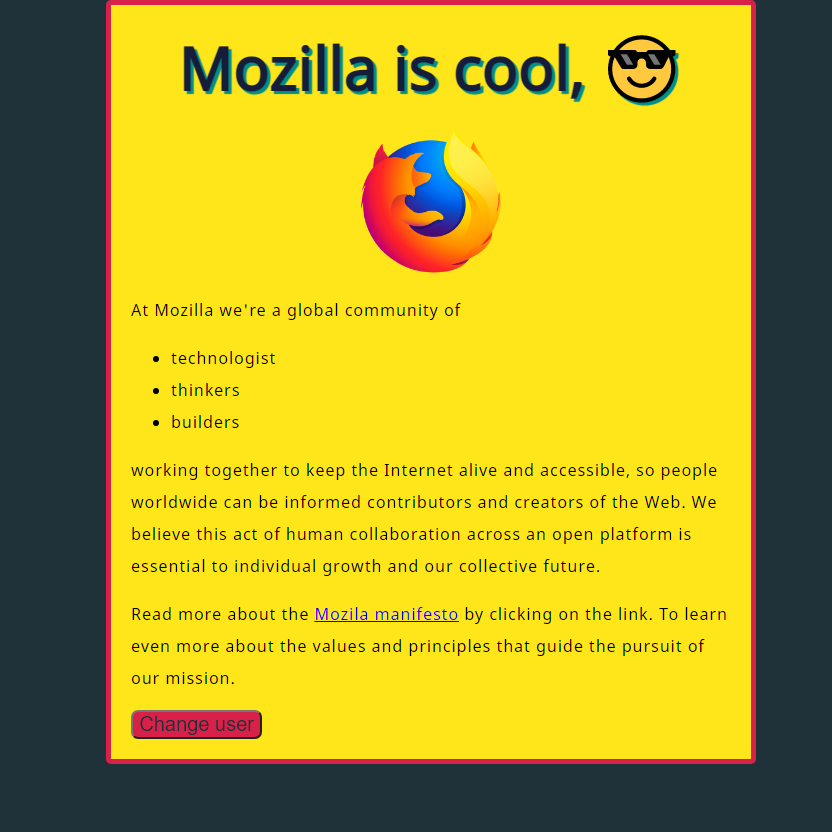 Mozilla is cool, 😎
At Mozilla we're a global community of
technologist
thinkers
builders
working together to keep the Internet alive and accessible, so people
worldwide can be informed contributors and creators of the Web. We
believe this act of human collaboration across an open platform is
essential to individual growth and our collective future.
Read more about the Mozila manifesto by clicking on the link. To learn
even more about the values and principles that guide the pursuit of
our mission.
Change user